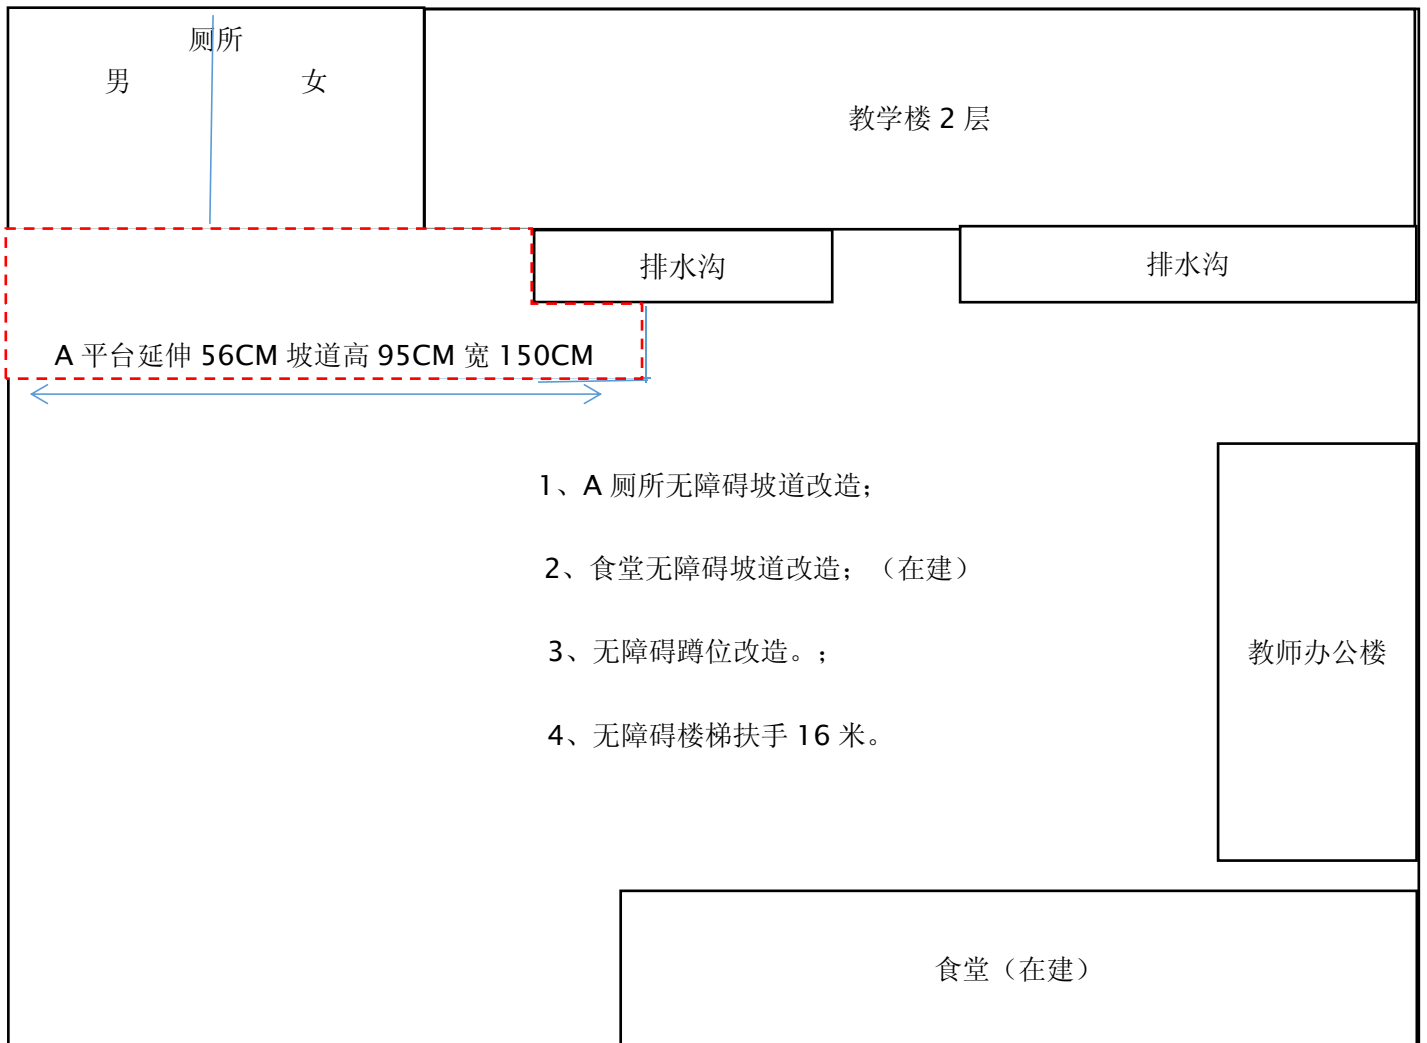 厕所
男 女
教学楼 2 层
排水沟
排水沟
A 平台延伸 56CM 坡道高 95CM 宽 150CM
1、A 厕所无障碍坡道改造；
2、食堂无障碍坡道改造；（在建）
3、无障碍蹲位改造。；
教师办公楼
4、无障碍楼梯扶手 16 米。
食堂（在建）